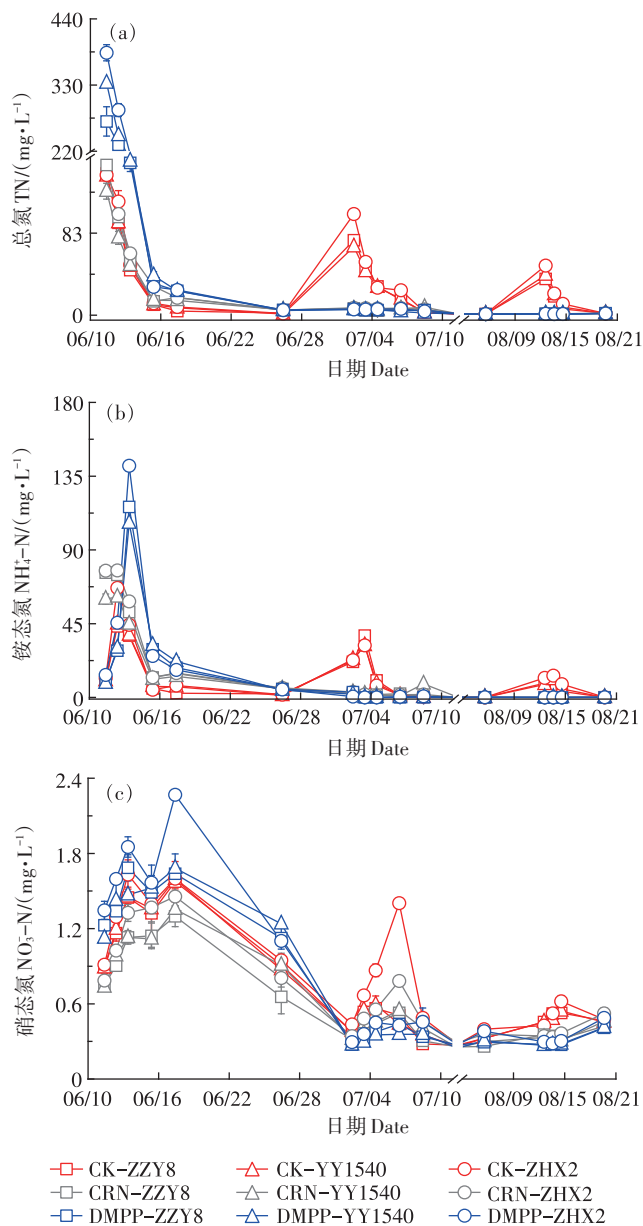 (a)
440
330
220
83
0
总氮 TN/(mg·L⁻¹)
06/10 06/16 06/22 06/28 07/04 07/10 08/09 08/15 08/21
日期 Date
(b)
180
135
90
45
0
铵态氮 NH₄⁺-N/(mg·L⁻¹)
06/10 06/16 06/22 06/28 07/04 07/10 08/09 08/15 08/21
日期 Date
(c)
2.4
1.8
1.2
0.6
0
硝态氮 NO₃⁻-N/(mg·L⁻¹)
06/10 06/16 06/22 06/28 07/04 07/10 08/09 08/15 08/21
日期 Date
CK-ZZY8 CK-YY1540 CK-ZHX2
CRN-ZZY8 CRN-YY1540 CRN-ZHX2
DMPP-ZZY8 DMPP-YY1540 DMPP-ZHX2